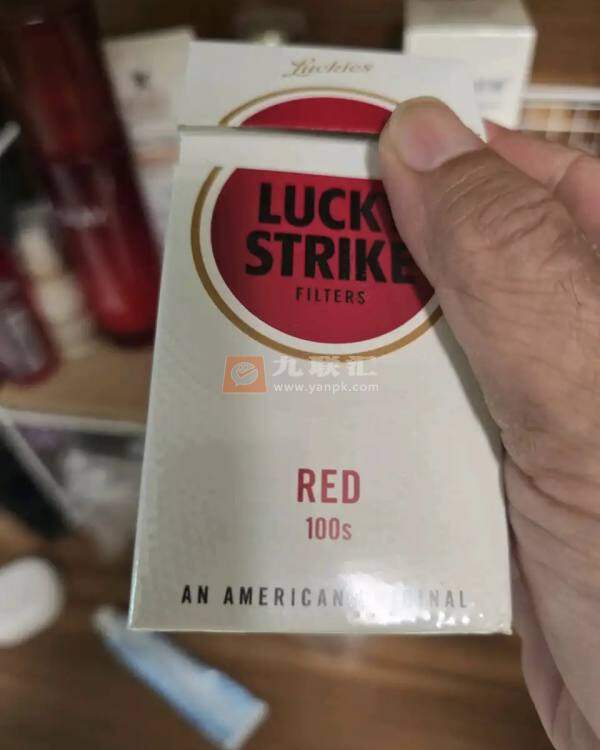 Luckies
LUCKY
STRIKE
FILTERS
九联汇
www.yanpk.com
RED
100s
AN AMERICAN